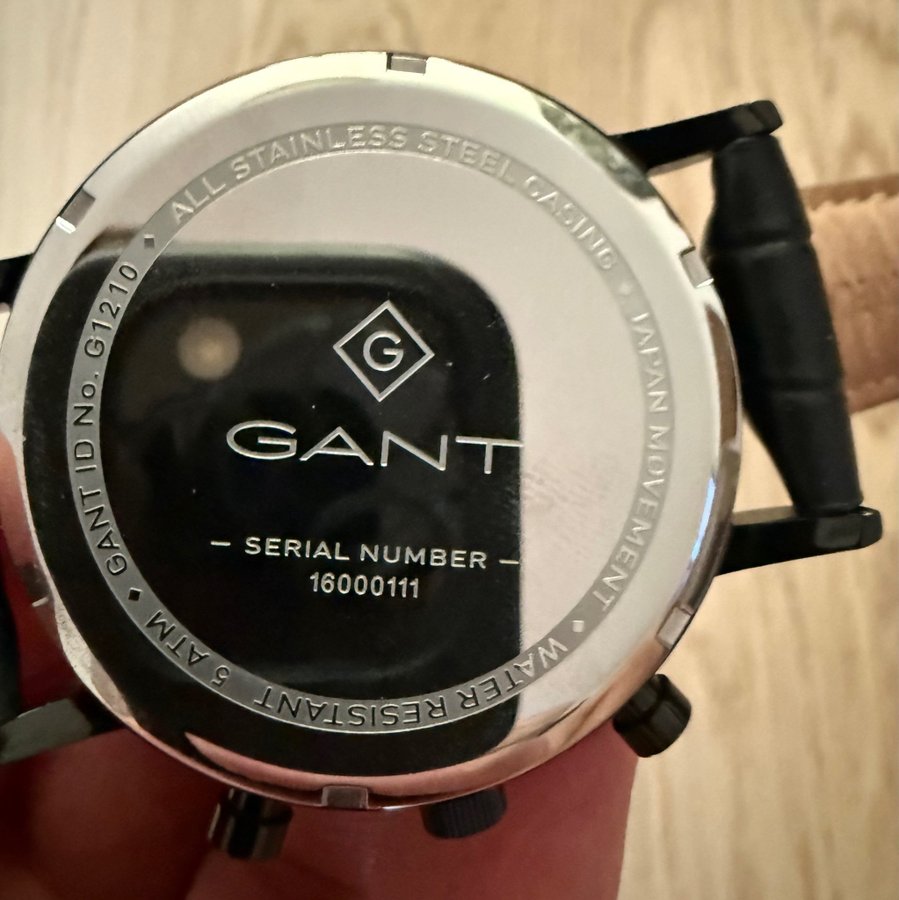 ALL STAINLESS STEEL CASING ◆ JAPAN MOVEMENT ◆ WATER RESISTANT 5 ATM ◆ GANT ID No. G1210 ◆
G
GANT
– SERIAL NUMBER –
16000111